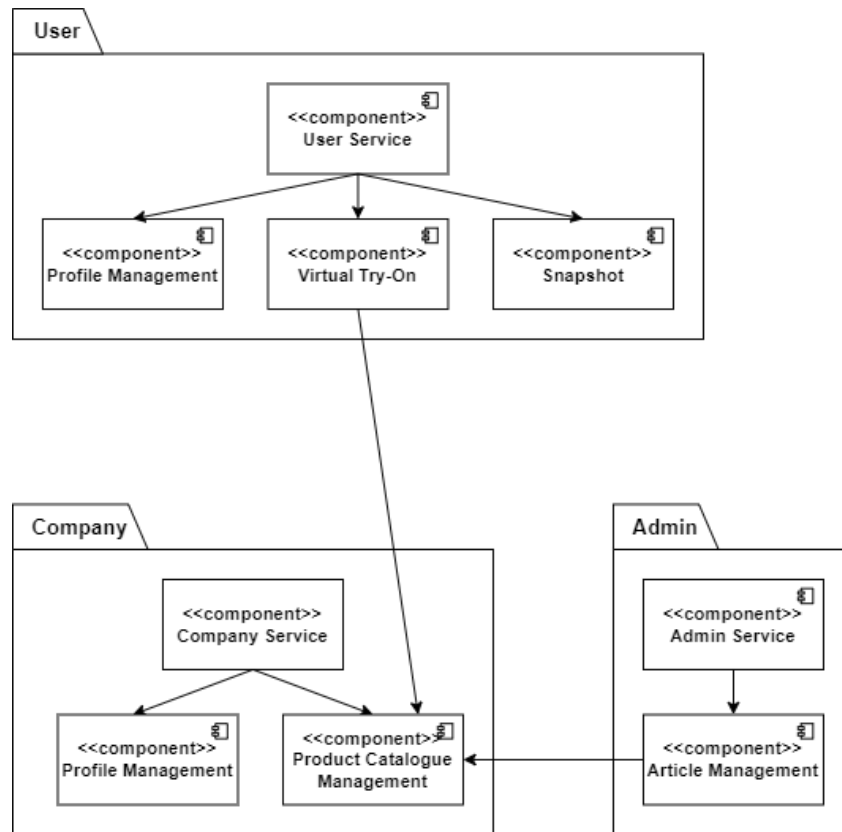 User
<<component>>
User Service
<<component>>
Profile Management
<<component>>
Virtual Try-On
<<component>>
Snapshot
Company
<<component>>
Company Service
<<component>>
Profile Management
<<component>>
Product Catalogue
Management
Admin
<<component>>
Admin Service
<<component>>
Article Management